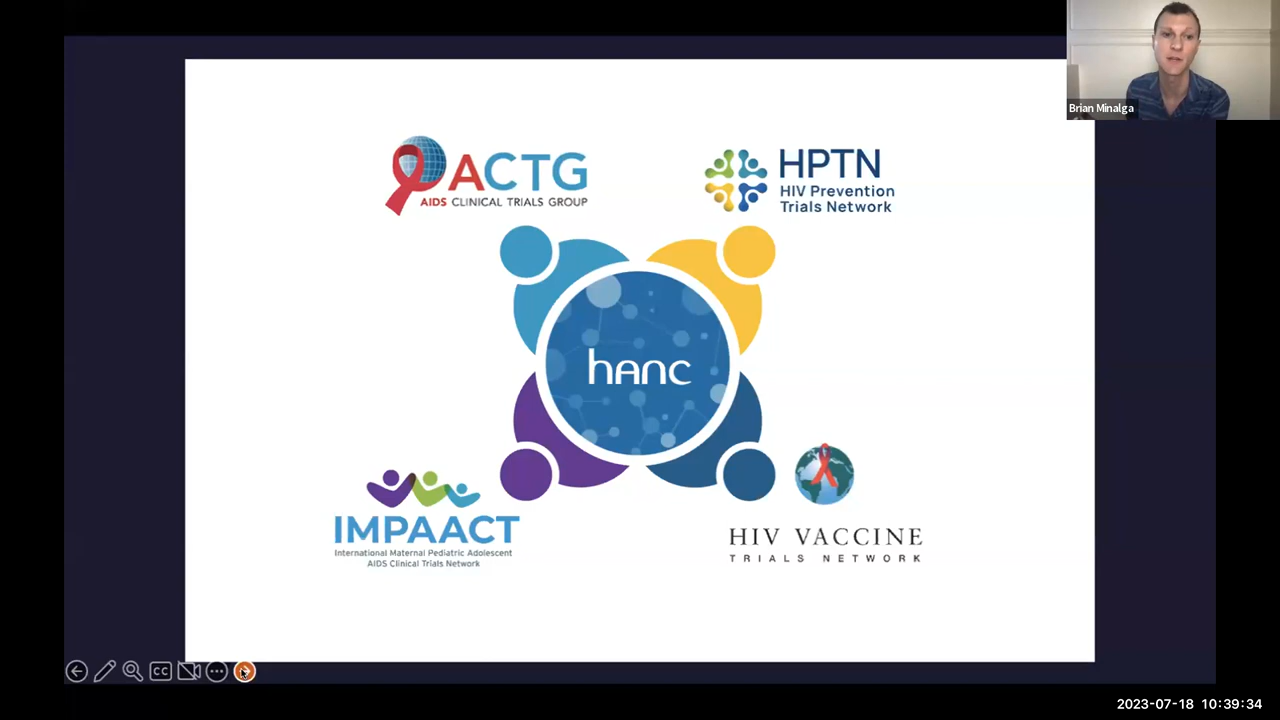 Brian Minalga
ACTG
AIDS CLINICAL TRIALS GROUP
HPTN
HIV Prevention
Trials Network
hanc
IMPAACT
International Maternal Pediatric Adolescent
AIDS Clinical Trials Network
HIV VACCINE
TRIALS NETWORK
CC
2023-07-18 10:39:34